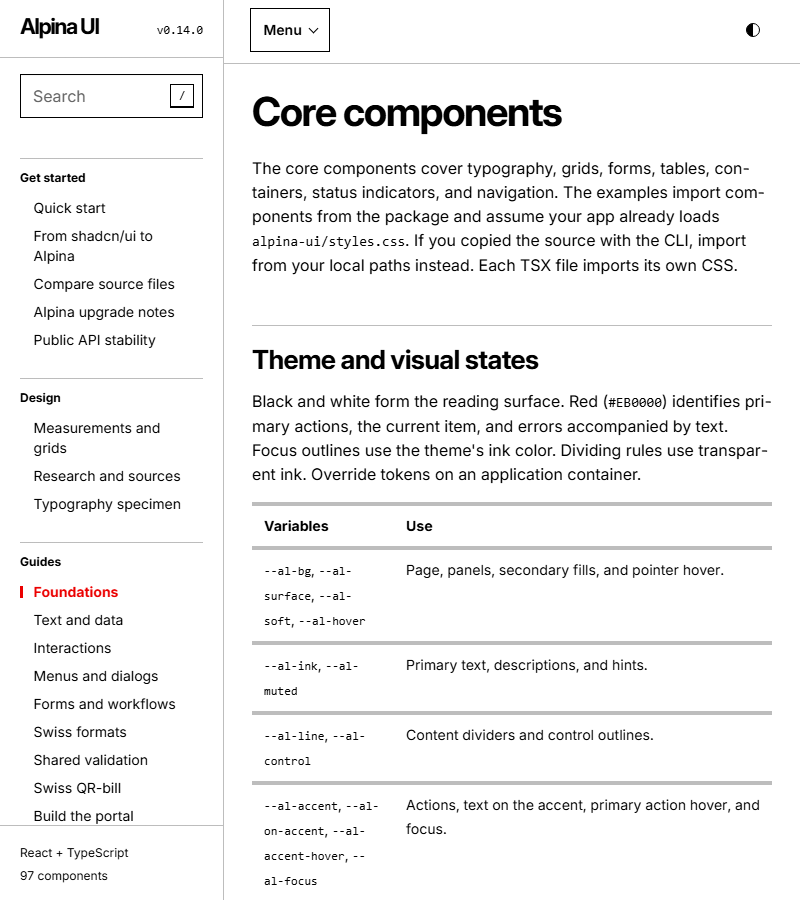 Alpina UI
v0.14.0
Menu
Search
/
Get started
Quick start
From shadcn/ui to
Alpina
Compare source files
Alpina upgrade notes
Public API stability
Design
Measurements and
grids
Research and sources
Typography specimen
Guides
Foundations
Text and data
Interactions
Menus and dialogs
Forms and workflows
Swiss formats
Shared validation
Swiss QR-bill
Build the portal
React + TypeScript
97 components
Core components
The core components cover typography, grids, forms, tables, con-
tainers, status indicators, and navigation. The examples import com-
ponents from the package and assume your app already loads
alpina-ui/styles.css. If you copied the source with the CLI, import
from your local paths instead. Each TSX file imports its own CSS.
Theme and visual states
Black and white form the reading surface. Red (#EB0000) identifies pri-
mary actions, the current item, and errors accompanied by text.
Focus outlines use the theme's ink color. Dividing rules use transpar-
ent ink. Override tokens on an application container.
Variables Use
--al-bg, --al- Page, panels, secondary fills, and pointer hover.
surface, --al-
soft, --al-hover
--al-ink, --al- Primary text, descriptions, and hints.
muted
--al-line, --al- Content dividers and control outlines.
control
--al-accent, --al- Actions, text on the accent, primary action hover, and
on-accent, --al- focus.
accent-hover, --
al-focus